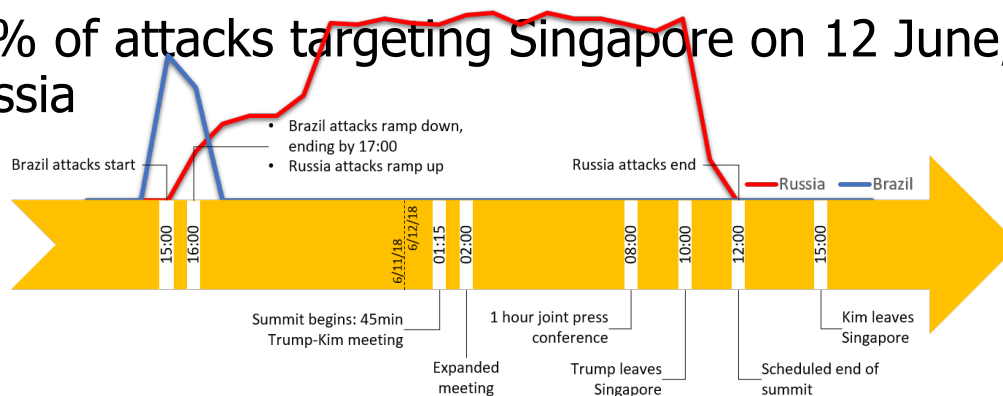 % of attacks targeting Singapore on 12 June,
ssia
• Brazil attacks ramp down,
ending by 17:00
• Russia attacks ramp up
Brazil attacks start
Russia attacks end
Russia
Brazil
15:00
16:00
6/11/18
6/12/18
01:15
02:00
08:00
10:00
12:00
15:00
Summit begins: 45min
Trump-Kim meeting
Expanded
meeting
1 hour joint press
conference
Trump leaves
Singapore
Scheduled end of
summit
Kim leaves
Singapore